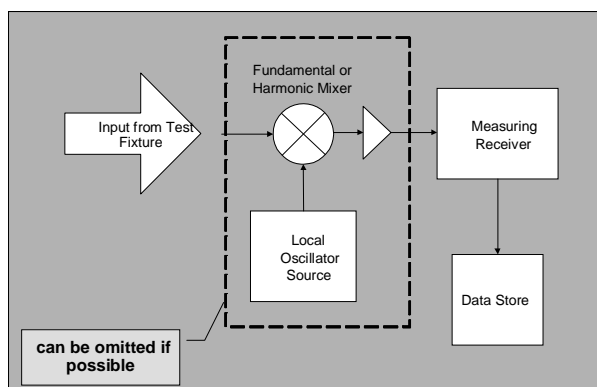 Fundamental or
Harmonic Mixer
Input from Test
Fixture
Measuring
Receiver
Local
Oscillator
Source
Data Store
can be omitted if
possible